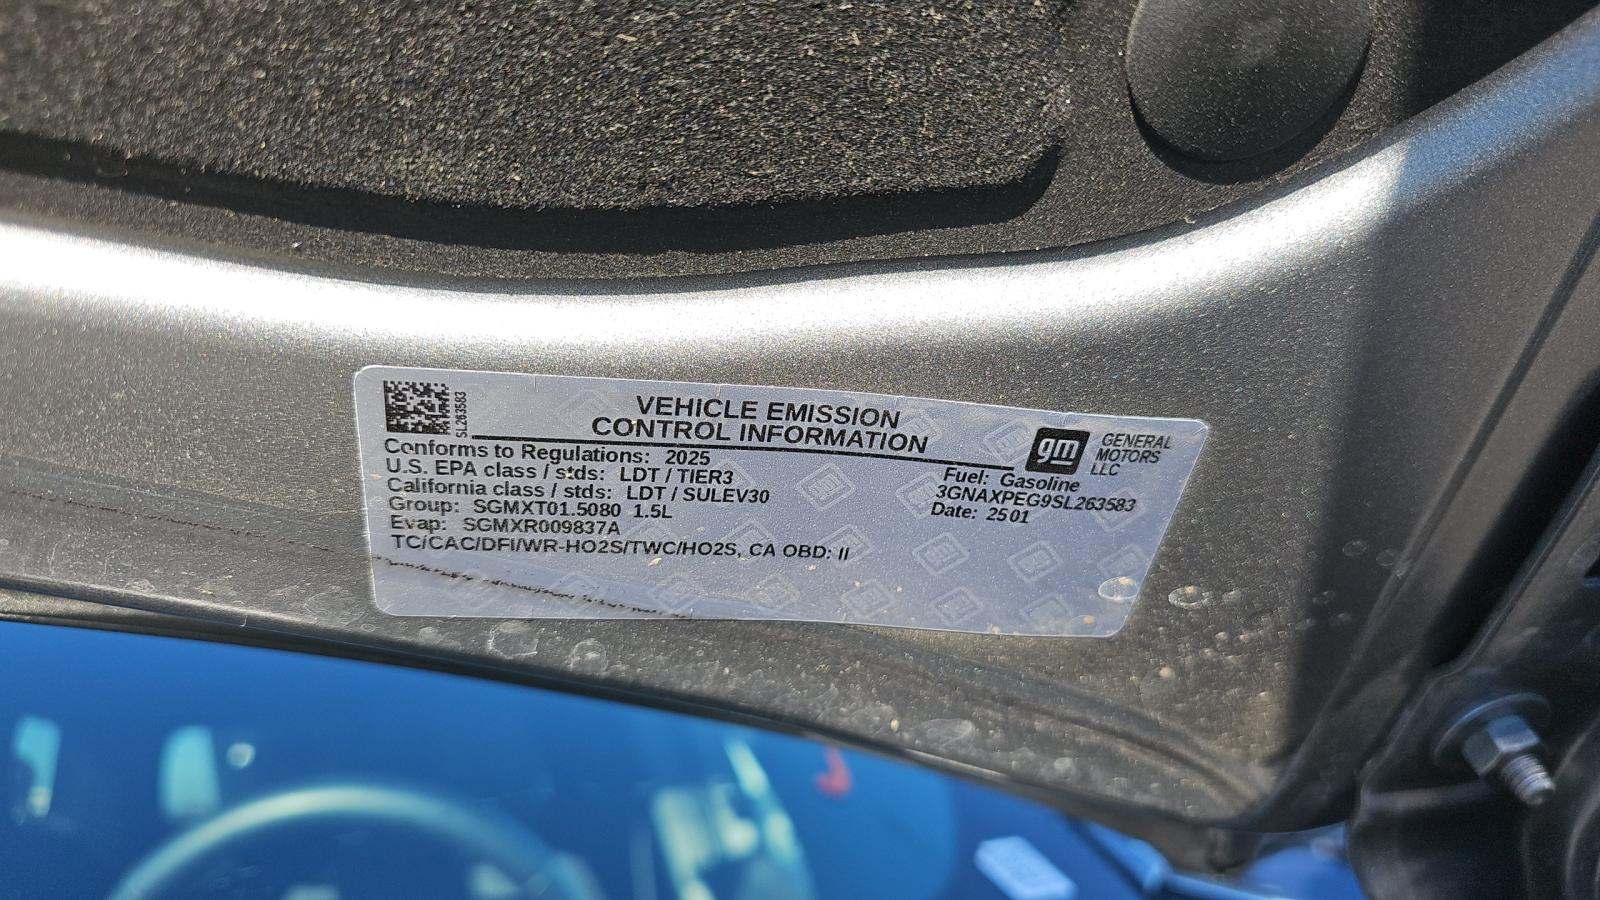 SL263583
VEHICLE EMISSION
CONTROL INFORMATION
gm
GENERAL
MOTORS
LLC
Conforms to Regulations: 2025
U.S. EPA class / stds: LDT / TIER3
California class / stds: LDT / SULEV30
Group: SGMXT01.5080 1.5L
Evap: SGMXR009837A
TC/CAC/DFI/WR-HO2S/TWC/HO2S, CA OBD: II
Fuel: Gasoline
3GNAXPEG9SL263583
Date: 2501